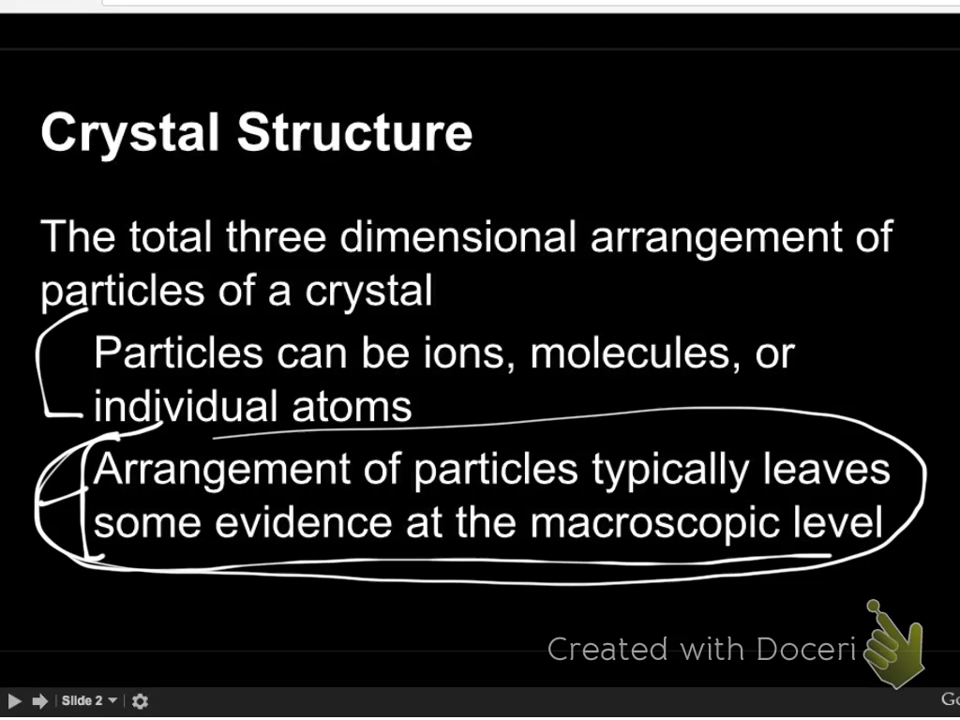 Crystal Structure
The total three dimensional arrangement of
particles of a crystal
Particles can be ions, molecules, or
individual atoms
Arrangement of particles typically leaves
some evidence at the macroscopic level
Created with Doceri
Slide 2